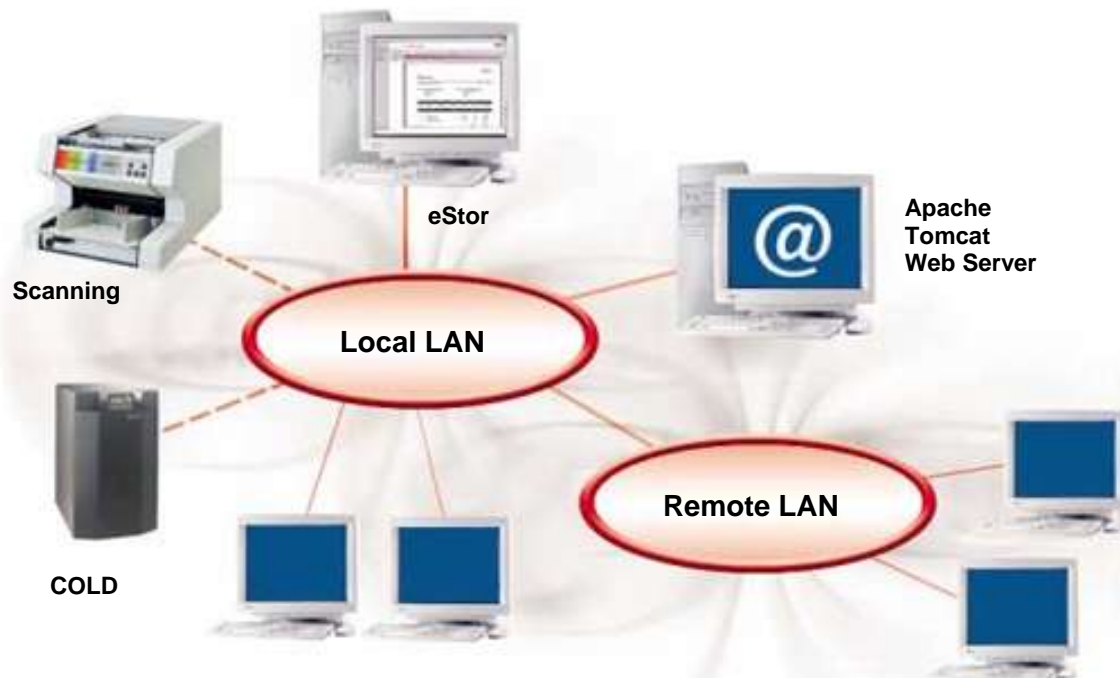 eStor
Scanning
Apache
Tomcat
Web Server
@
Local LAN
Remote LAN
COLD